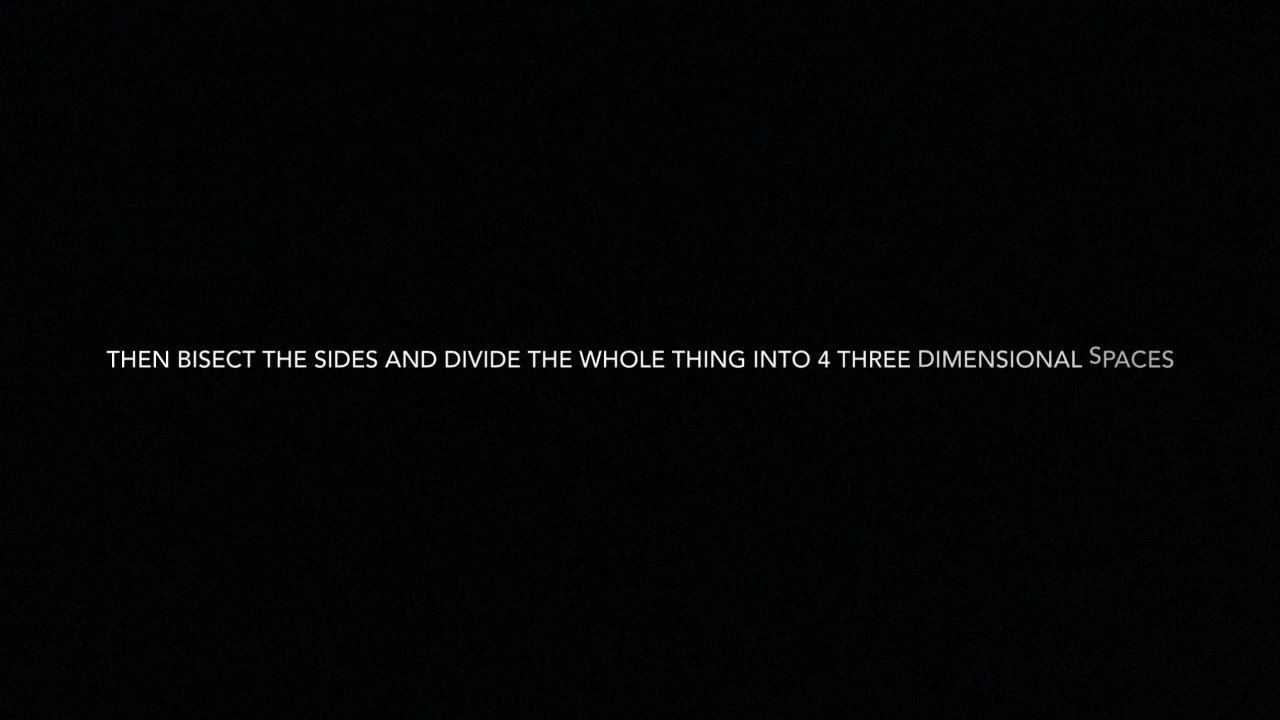 THEN BISECT THE SIDES AND DIVIDE THE WHOLE THING INTO 4 THREE DIMENSIONAL SPACES